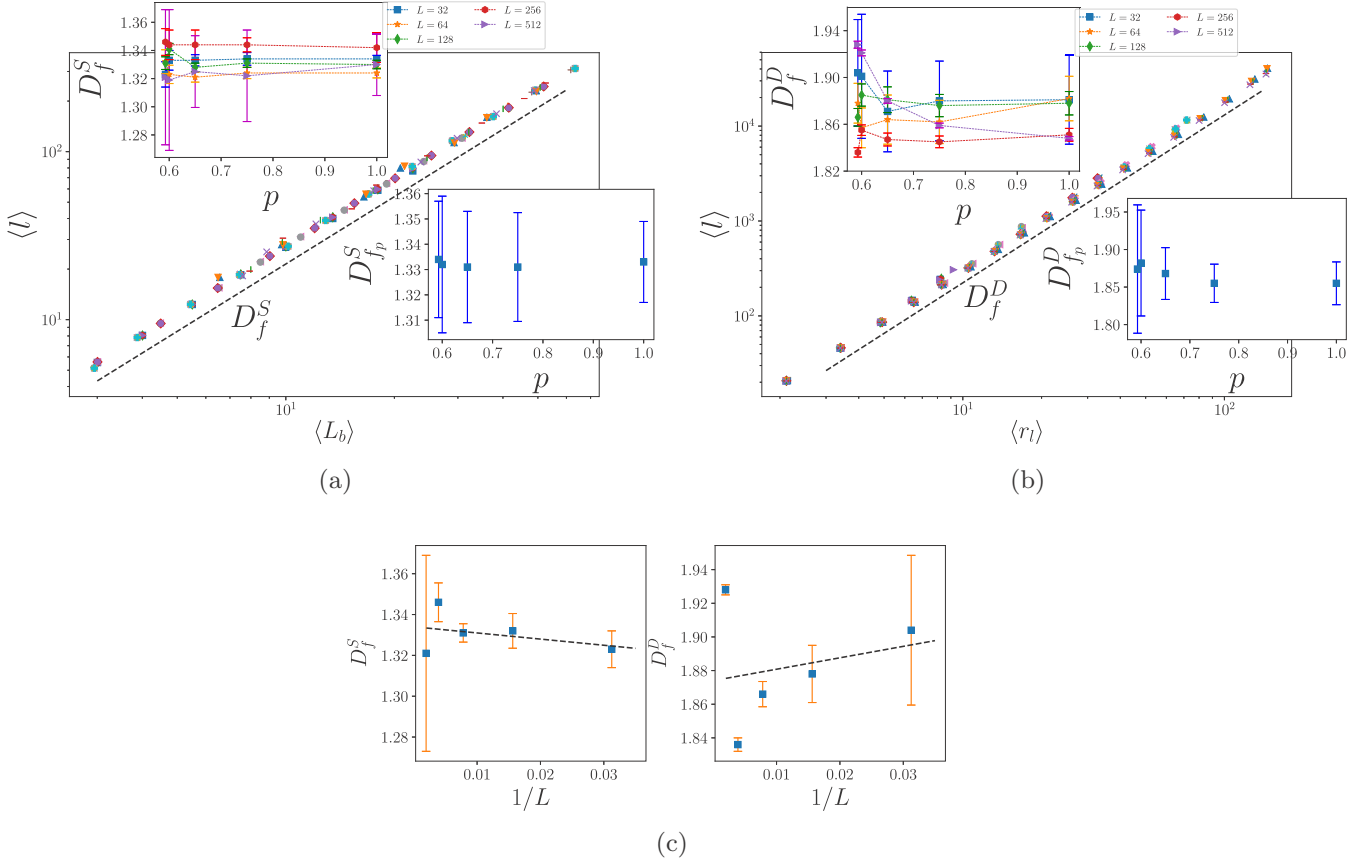 D_f^S
1.36
1.34
1.32
1.30
1.28
0.6 0.7 0.8 0.9 1.0
p
L = 32
L = 64
L = 128
L = 256
L = 512
⟨l⟩
10^2
10^1
D_f^S
D_{f_p}^S
1.36
1.35
1.34
1.33
1.32
1.31
0.6 0.7 0.8 0.9 1.0
p
10^1
⟨L_b⟩
(a)
D_f^D
1.94
1.90
1.86
1.82
0.6 0.7 0.8 0.9 1.0
p
L = 32
L = 64
L = 128
L = 256
L = 512
⟨l⟩
10^4
10^3
10^2
D_f^D
D_{f_p}^D
1.95
1.90
1.85
1.80
0.6 0.7 0.8 0.9 1.0
p
10^1 10^2
⟨r_l⟩
(b)
D_f^S
1.36
1.34
1.32
1.30
1.28
0.01 0.02 0.03
1/L
D_f^D
1.94
1.92
1.90
1.88
1.86
1.84
0.01 0.02 0.03
1/L
(c)